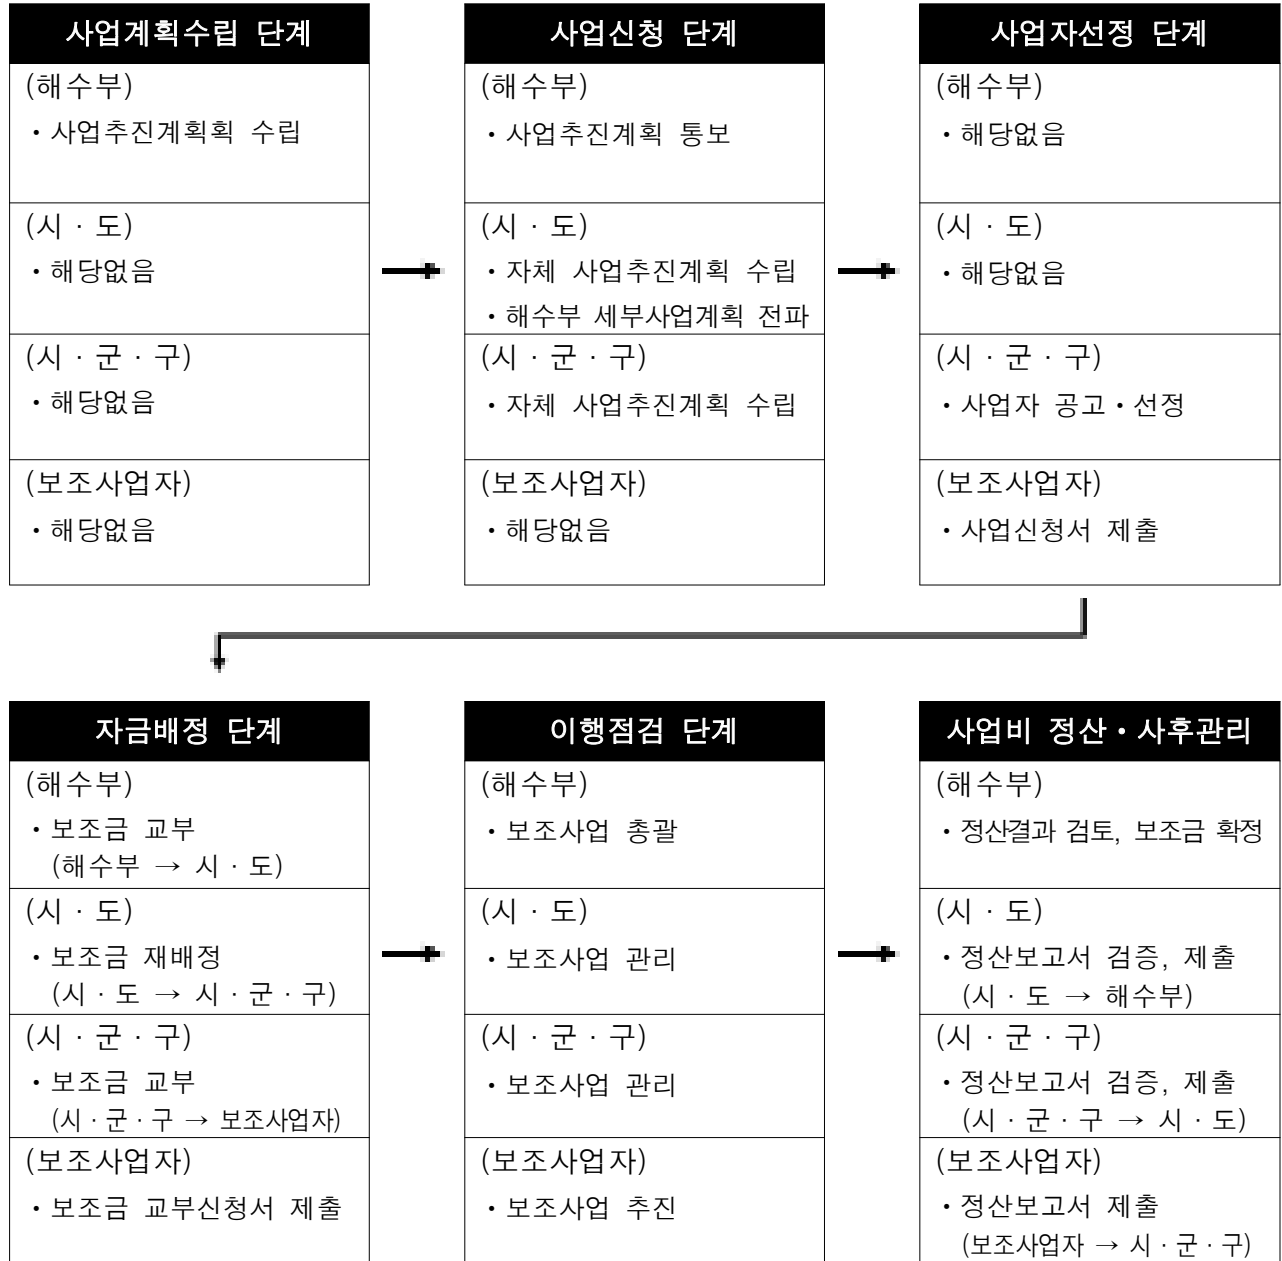 사업계획수립 단계
(해수부)
・사업추진계획획 수립
(시 · 도)
・해당없음
(시 · 군 · 구)
・해당없음
(보조사업자)
・해당없음
사업신청 단계
(해수부)
・사업추진계획 통보
(시 · 도)
・자체 사업추진계획 수립
・해수부 세부사업계획 전파
(시 · 군 · 구)
・자체 사업추진계획 수립
(보조사업자)
・해당없음
사업자선정 단계
(해수부)
・해당없음
(시 · 도)
・해당없음
(시 · 군 · 구)
・사업자 공고・선정
(보조사업자)
・사업신청서 제출
자금배정 단계
(해수부)
・보조금 교부
(해수부 → 시 · 도)
(시 · 도)
・보조금 재배정
(시 · 도 → 시 · 군 · 구)
(시 · 군 · 구)
・보조금 교부
(시 · 군 · 구 → 보조사업자)
(보조사업자)
・보조금 교부신청서 제출
이행점검 단계
(해수부)
・보조사업 총괄
(시 · 도)
・보조사업 관리
(시 · 군 · 구)
・보조사업 관리
(보조사업자)
・보조사업 추진
사업비 정산・사후관리
(해수부)
・정산결과 검토, 보조금 확정
(시 · 도)
・정산보고서 검증, 제출
(시 · 도 → 해수부)
(시 · 군 · 구)
・정산보고서 검증, 제출
(시 · 군 · 구 → 시 · 도)
(보조사업자)
・정산보고서 제출
(보조사업자 → 시 · 군 · 구)